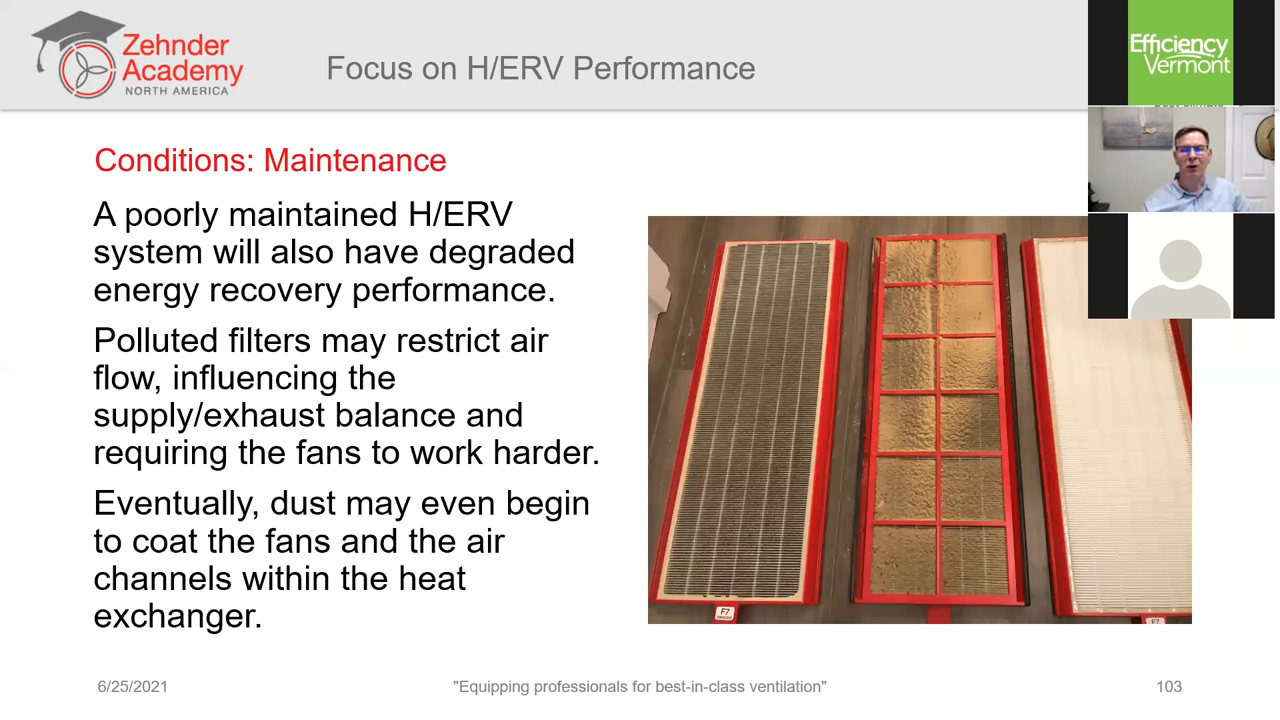 Zehnder
Academy
NORTH AMERICA
Focus on H/ERV Performance
Efficiency
Vermont
Conditions: Maintenance
A poorly maintained H/ERV
system will also have degraded
energy recovery performance.
Polluted filters may restrict air
flow, influencing the
supply/exhaust balance and
requiring the fans to work harder.
Eventually, dust may even begin
to coat the fans and the air
channels within the heat
exchanger.
F7
F7
6/25/2021
"Equipping professionals for best-in-class ventilation"
103